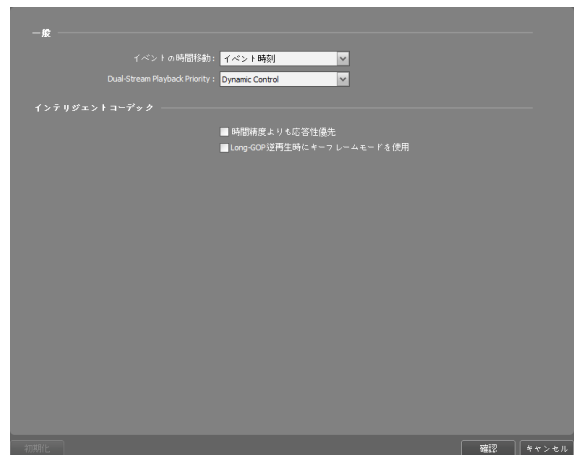 一般
イベントの時間移動: イベント時刻
Dual-Stream Playback Priority: Dynamic Control
インテリジェントコーデック
時間精度よりも応答性優先
Long-GOP逆再生時にキーフレームモードを使用
初期化 確認 キャンセル